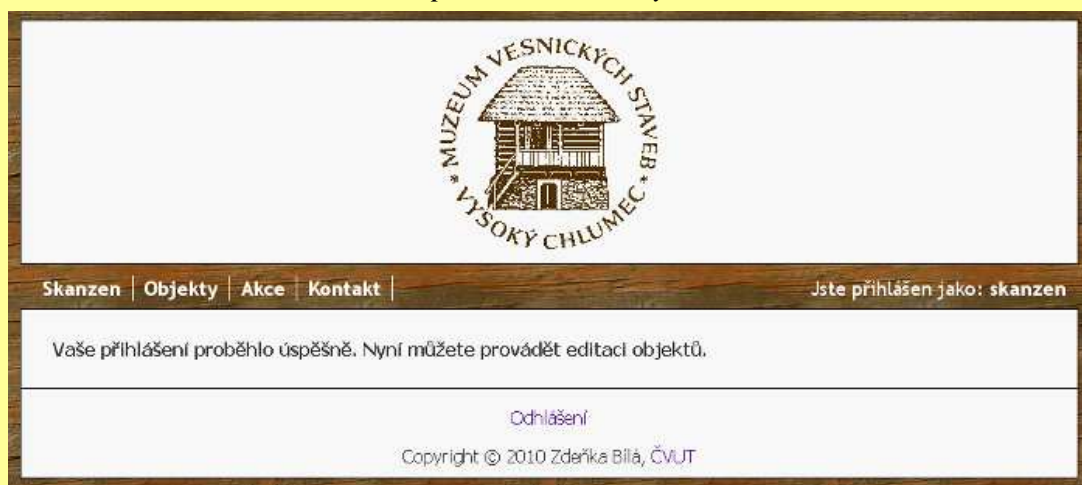 * MUZEUM VESNICKÝCH STAVEB *
VYSOKÝ CHLUMEC
Skanzen | Objekty | Akce | Kontakt |
Jste přihlášen jako: skanzen
Vaše přihlášení proběhlo úspěšně. Nyní můžete provádět editaci objektů.
Odhlášení
Copyright © 2010 Zdeňka Bílá, ČVUT